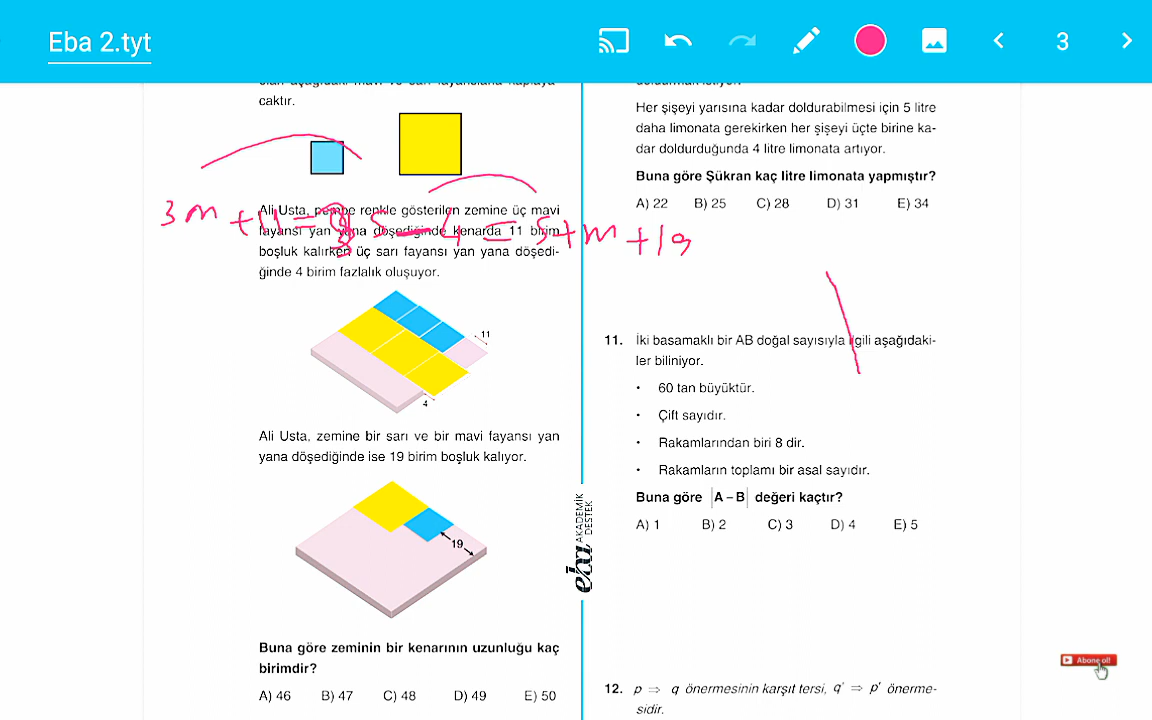 Eba 2.tyt
3
caktır.
3m + 11 = 3s - 4 = s + m + 19
Ali Usta, pembe renkle gösterilen zemine üç mavi
fayansı yan yana döşediğinde kenarda 11 birim
boşluk kalırken üç sarı fayansı yan yana döşedi-
ğinde 4 birim fazlalık oluşuyor.
11
4
Ali Usta, zemine bir sarı ve bir mavi fayansı yan
yana döşediğinde ise 19 birim boşluk kalıyor.
19
Buna göre zeminin bir kenarının uzunluğu kaç
birimdir?
A) 46 B) 47 C) 48 D) 49 E) 50
eba AKADEMİK
DESTEK
Her şişeyi yarısına kadar doldurabilmesi için 5 litre
daha limonata gerekirken her şişeyi üçte birine ka-
dar doldurduğunda 4 litre limonata artıyor.
Buna göre Şükran kaç litre limonata yapmıştır?
A) 22 B) 25 C) 28 D) 31 E) 34
11. İki basamaklı bir AB doğal sayısıyla ilgili aşağıdaki-
ler biliniyor.
• 60 tan büyüktür.
• Çift sayıdır.
• Rakamlarından biri 8 dir.
• Rakamların toplamı bir asal sayıdır.
Buna göre |A – B| değeri kaçtır?
A) 1 B) 2 C) 3 D) 4 E) 5
12. p ⇒ q önermesinin karşıt tersi, q′ ⇒ p′ önerme-
sidir.
Abone ol!